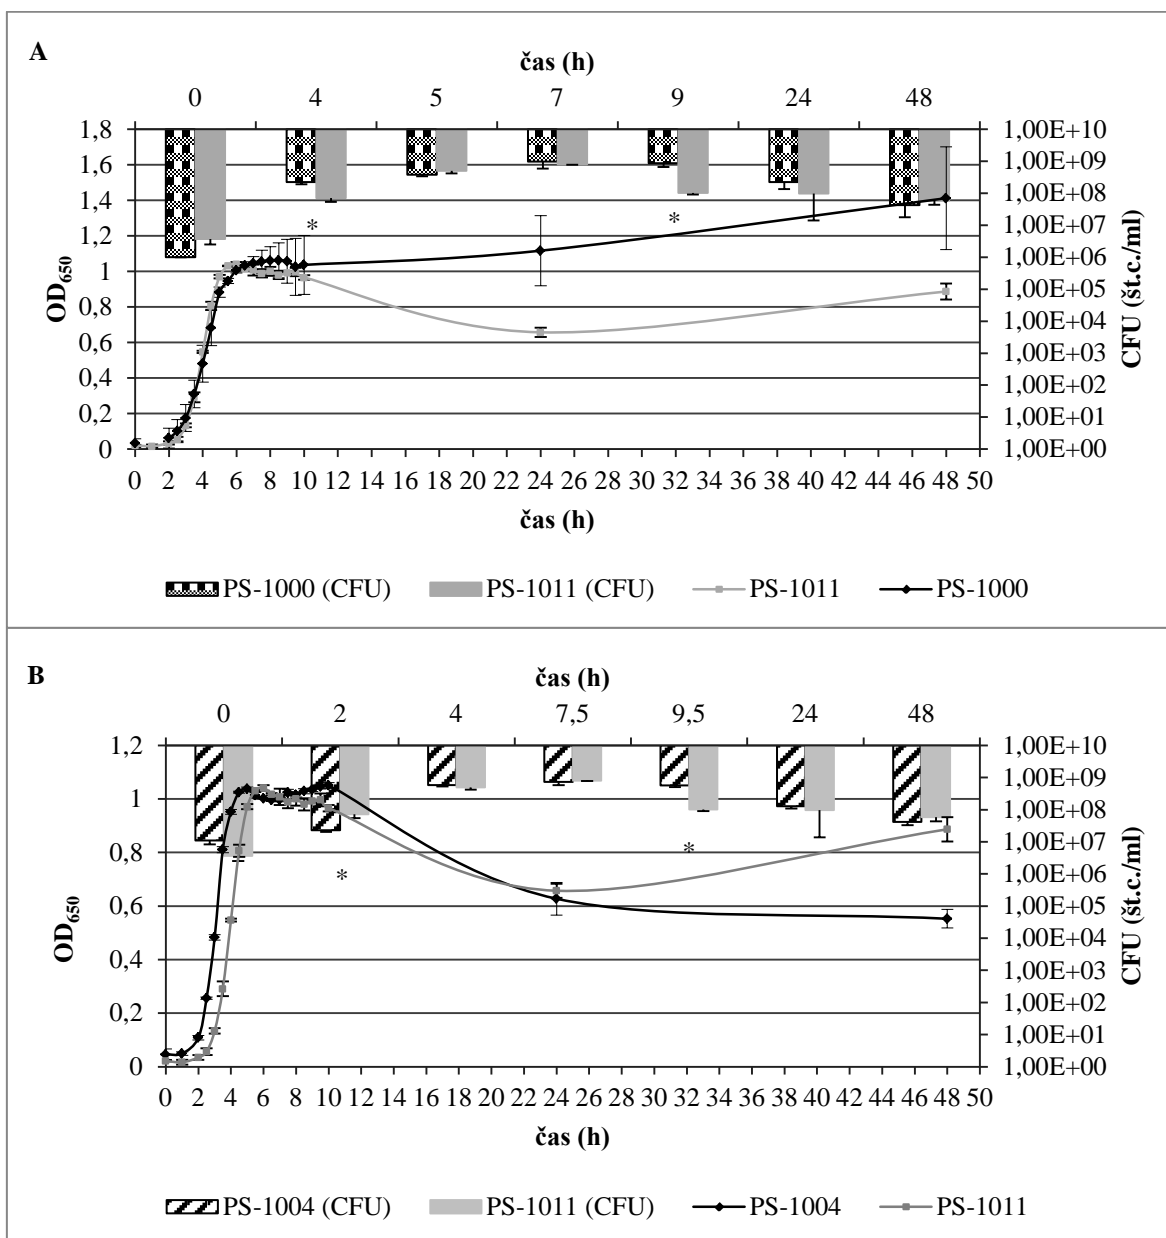 A
čas (h)
0 4 5 7 9 24 48
1,8 1,00E+10
1,6 1,00E+09
1,4 1,00E+08
1,2 1,00E+07
1 1,00E+06
0,8 1,00E+05
0,6 1,00E+04
0,4 1,00E+03
0,2 1,00E+02
0 1,00E+01
1,00E+00
* *
OD650
CFU (št.c./ml)
0 2 4 6 8 10 12 14 16 18 20 22 24 26 28 30 32 34 36 38 40 42 44 46 48 50
čas (h)
PS-1000 (CFU) PS-1011 (CFU) PS-1011 PS-1000
B
čas (h)
0 2 4 7,5 9,5 24 48
1,2 1,00E+10
1 1,00E+09
0,8 1,00E+08
0,6 1,00E+07
0,4 1,00E+06
0,2 1,00E+05
0 1,00E+04
1,00E+03
1,00E+02
1,00E+01
1,00E+00
* *
OD650
CFU (št.c./ml)
0 2 4 6 8 10 12 14 16 18 20 22 24 26 28 30 32 34 36 38 40 42 44 46 48 50
čas (h)
PS-1004 (CFU) PS-1011 (CFU) PS-1004 PS-1011